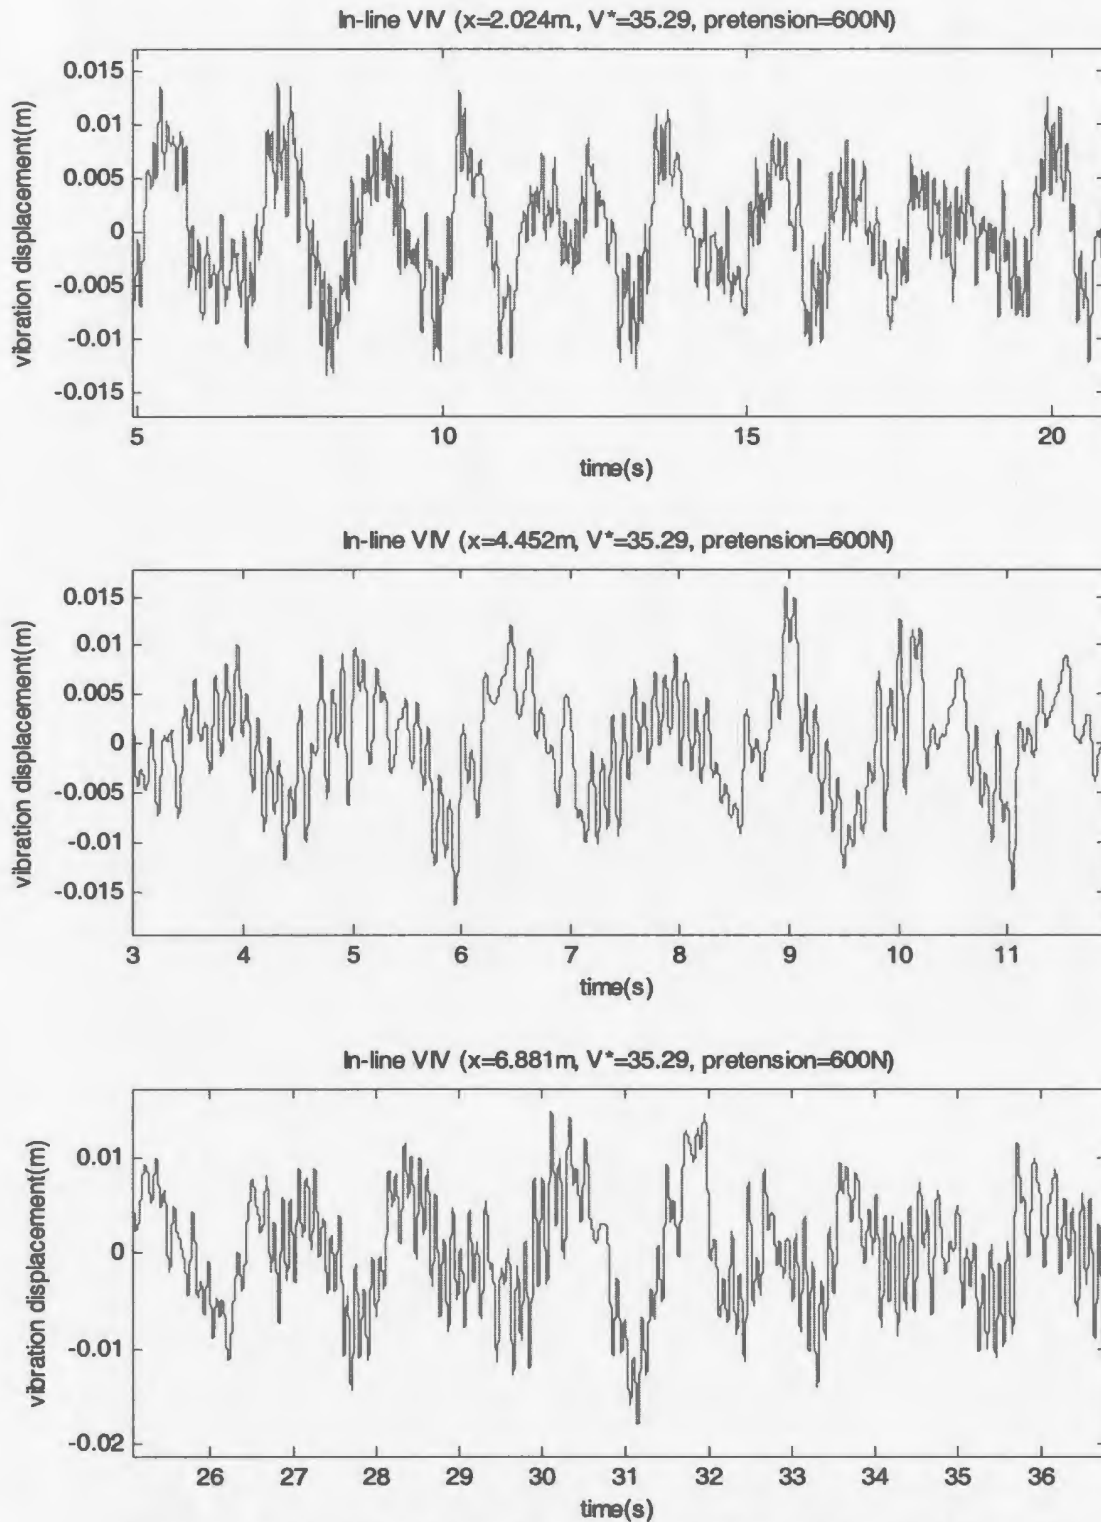 In-line VIV (x=2.024m., V*=35.29, pretension=600N)
vibration displacement(m)
0.015
0.01
0.005
0
-0.005
-0.01
-0.015
5 10 15 20
time(s)
In-line VIV (x=4.452m, V*=35.29, pretension=600N)
vibration displacement(m)
0.015
0.01
0.005
0
-0.005
-0.01
-0.015
3 4 5 6 7 8 9 10 11
time(s)
In-line VIV (x=6.881m, V*=35.29, pretension=600N)
vibration displacement(m)
0.01
0
-0.01
-0.02
26 27 28 29 30 31 32 33 34 35 36
time(s)